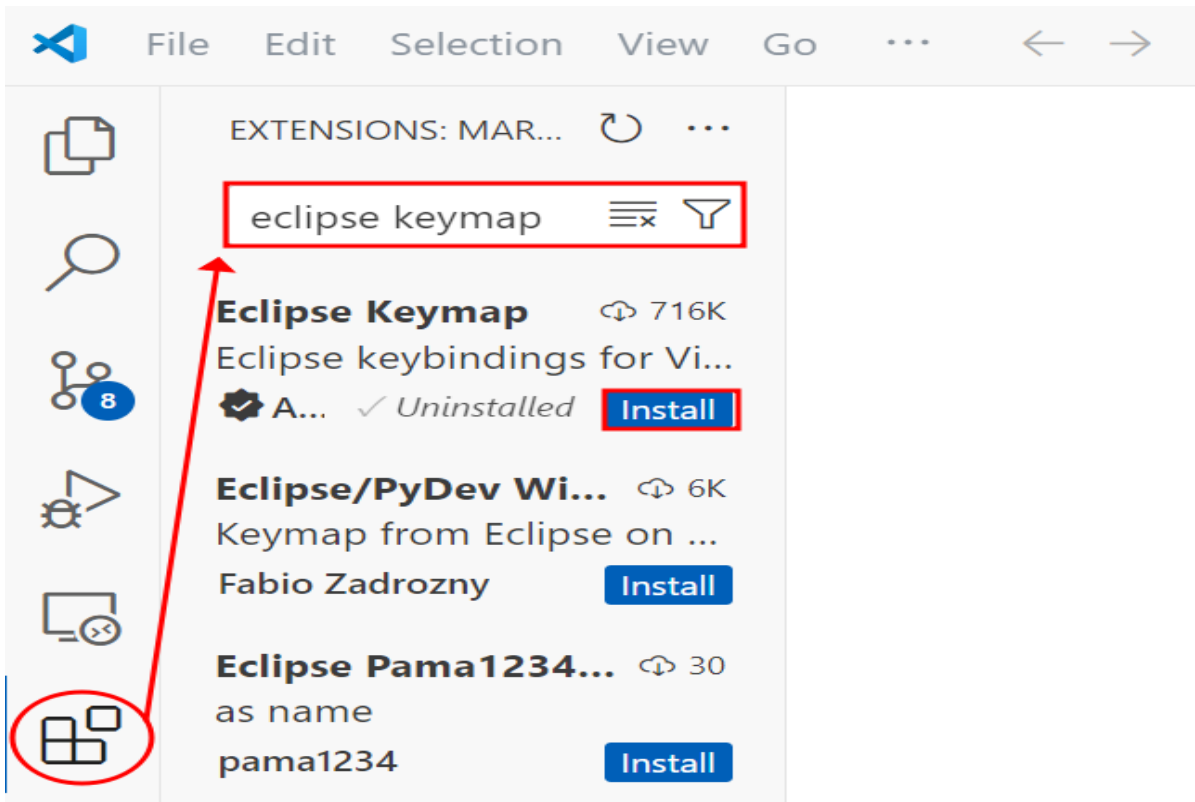 File Edit Selection View Go ···
EXTENSIONS: MAR... ···
eclipse keymap
Eclipse Keymap 716K
Eclipse keybindings for Vi...
A... ✓ Uninstalled Install
8
Eclipse/PyDev Wi... 6K
Keymap from Eclipse on ...
Fabio Zadrozny Install
Eclipse Pama1234... 30
as name
pama1234 Install